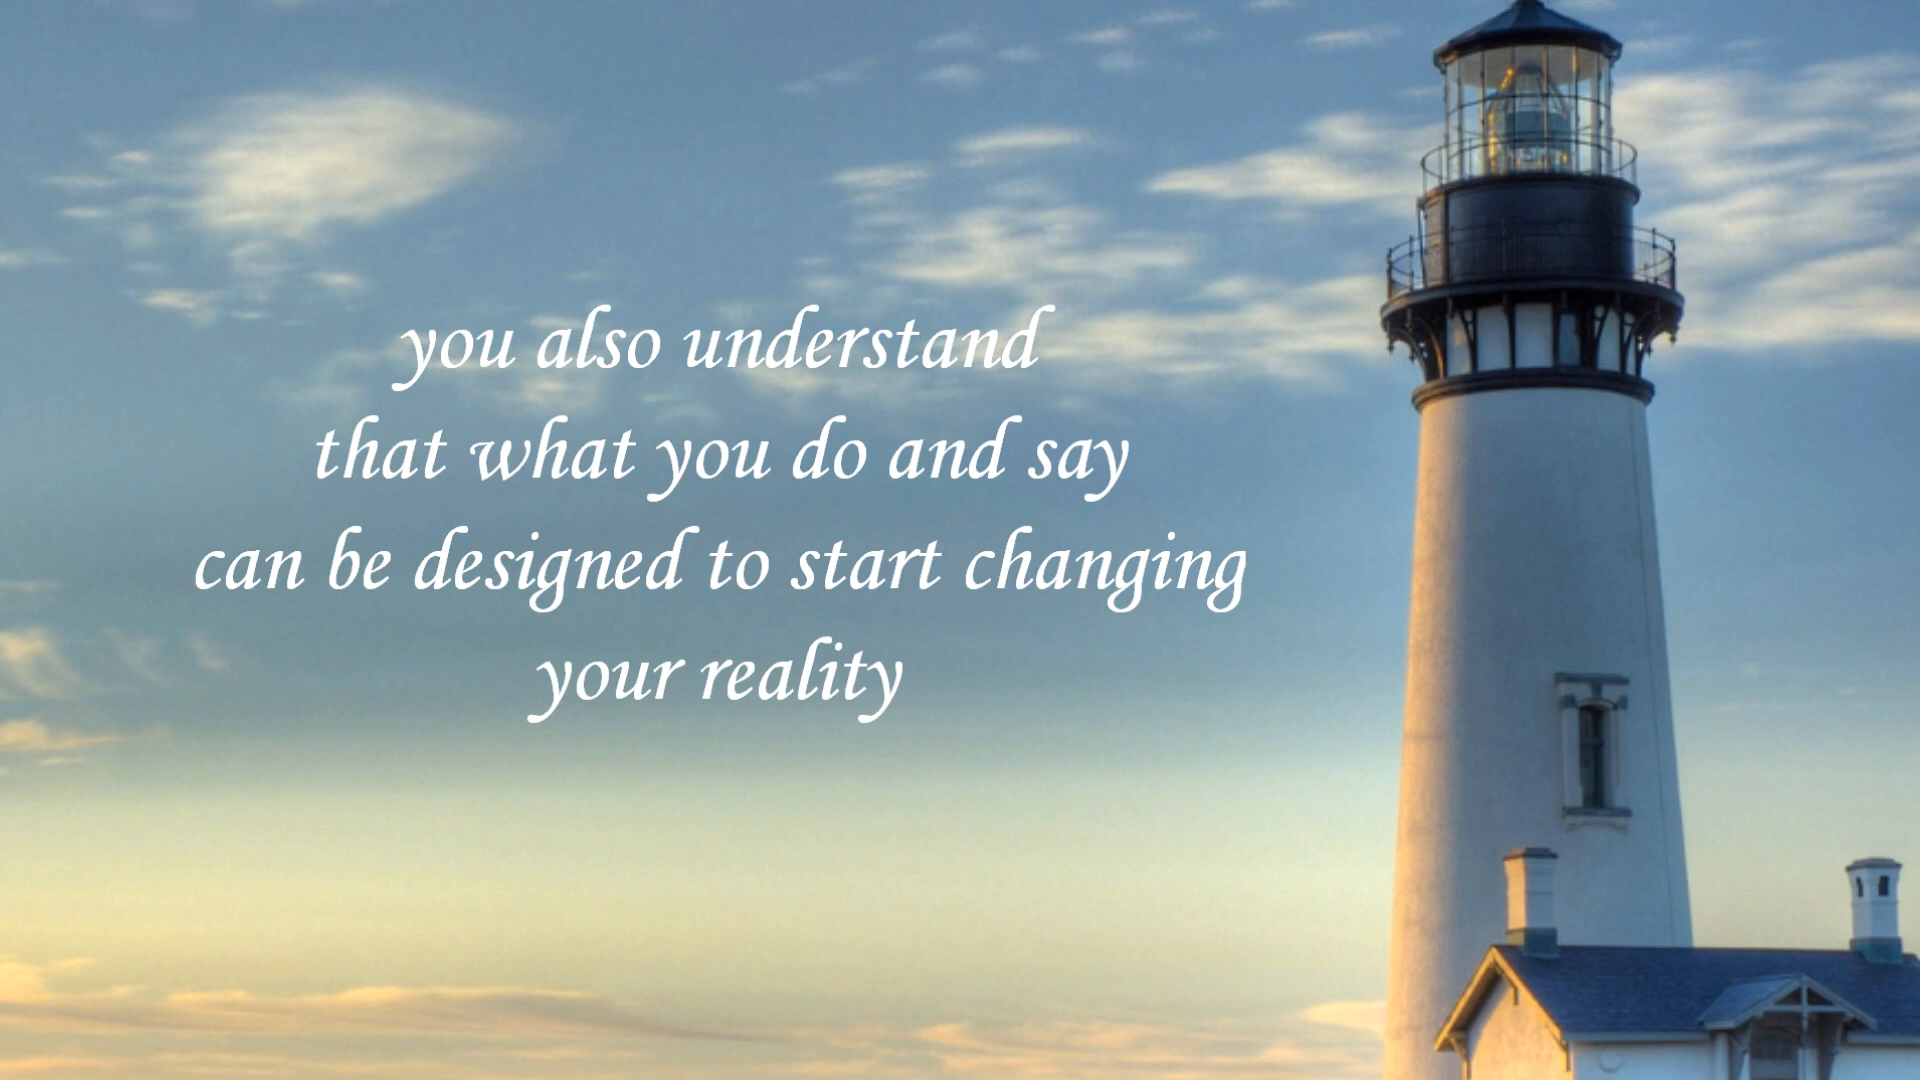 you also understand
that what you do and say
can be designed to start changing
your reality